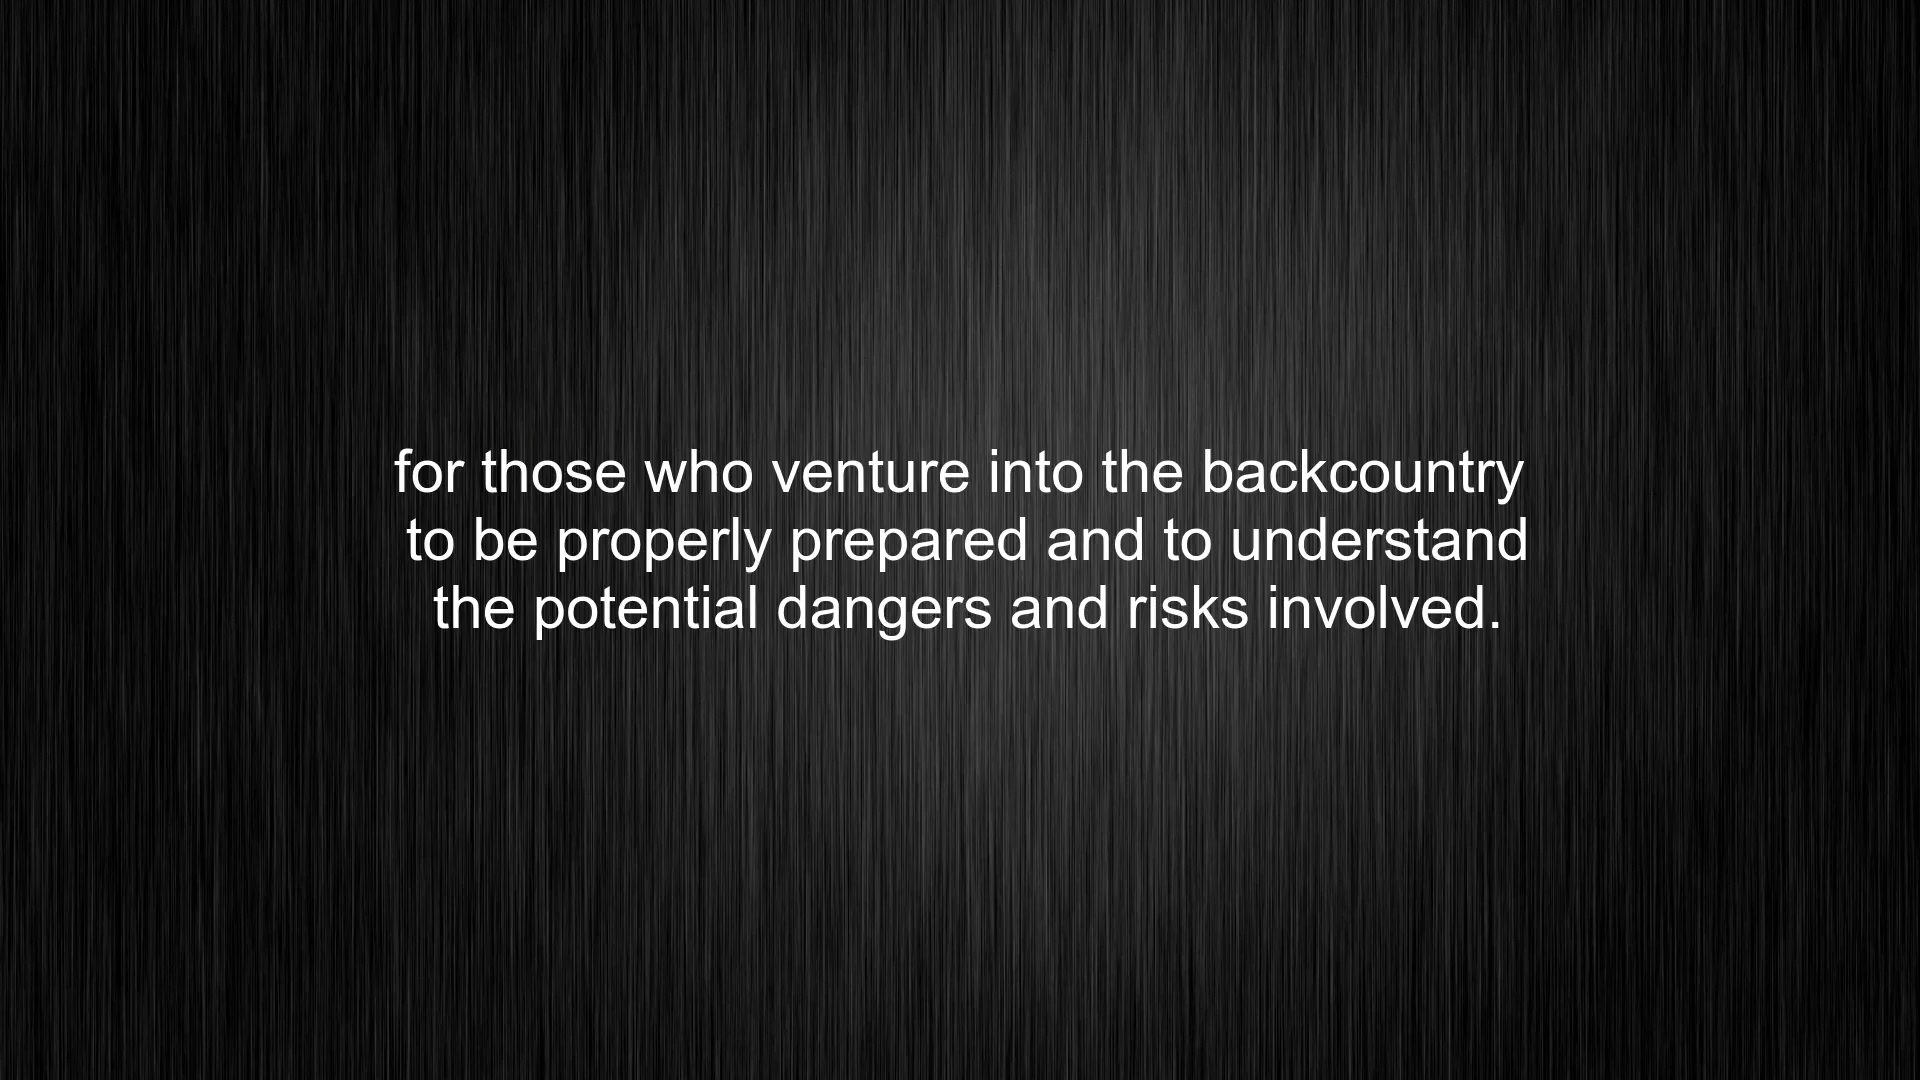 for those who venture into the backcountry
to be properly prepared and to understand
the potential dangers and risks involved.